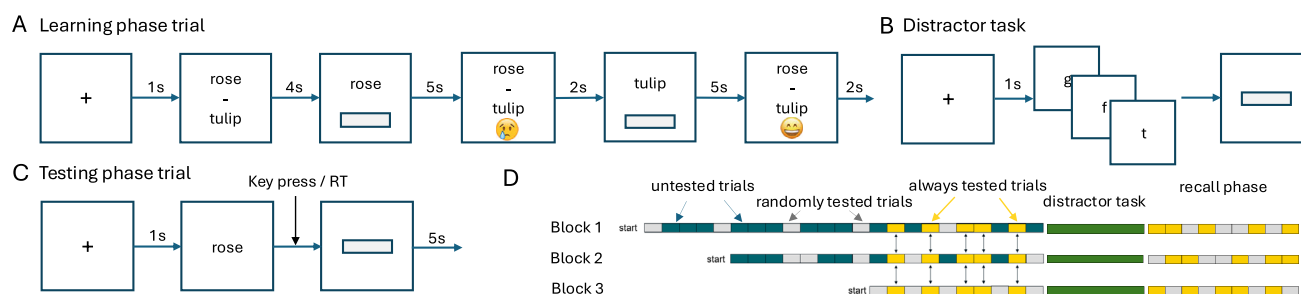 A Learning phase trial
+
1s
rose
-
tulip
4s
rose
5s
rose
-
tulip
2s
tulip
5s
rose
-
tulip
2s
B Distractor task
+
1s
g
f
t
C Testing phase trial
+
1s
rose
Key press / RT
5s
D
untested trials
randomly tested trials
always tested trials
distractor task
recall phase
Block 1 start
Block 2 start
Block 3 start